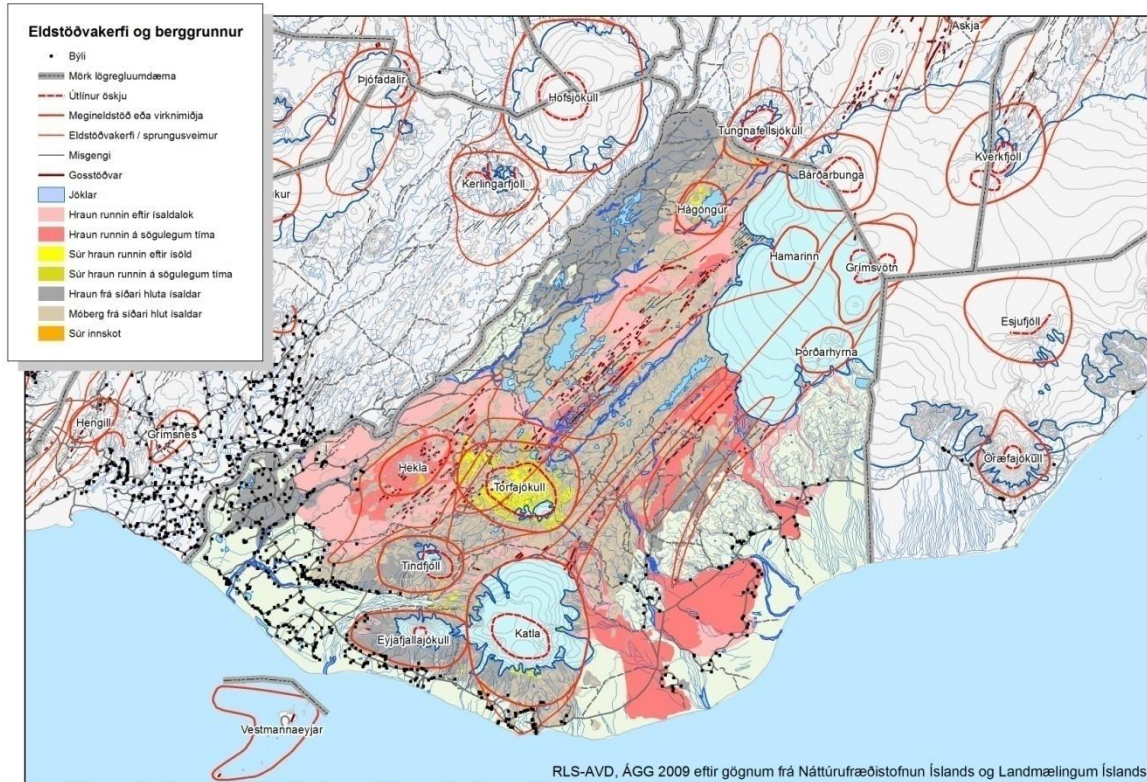 Eldstöðvakerfi og berggrunnur
Býli
Mörk lögregluumdæma
Útlínur öskju
Megineldstöð eða virknimiðja
Eldstöðvakerfi / sprungusveimur
Misgengi
Gosstöðvar
Jöklar
Hraun runnin eftir ísaldalok
Hraun runnin á sögulegum tíma
Súr hraun runnin eftir ísöld
Súr hraun runnin á sögulegum tíma
Hraun frá síðari hluta ísaldar
Móberg frá síðari hlut ísaldar
Súr innskot
Askja
Þjófadalir
Hofsjökull
Tungnafellsjökull
Kverkfjöll
Bárðarbunga
Kerlingarfjöll
kur
Hágöngur
Hamarinn
Grímsvötn
Esjufjöll
Þórðarhyrna
Hengill
Grímsnes
Hekla
Öræfajökull
Torfajökull
Tindfjöll
Eyjafjallajökull
Katla
Vestmannaeyjar
RLS-AVD, ÁGG 2009 eftir gögnum frá Náttúrufræðistofnun Íslands og Landmælingum Íslands